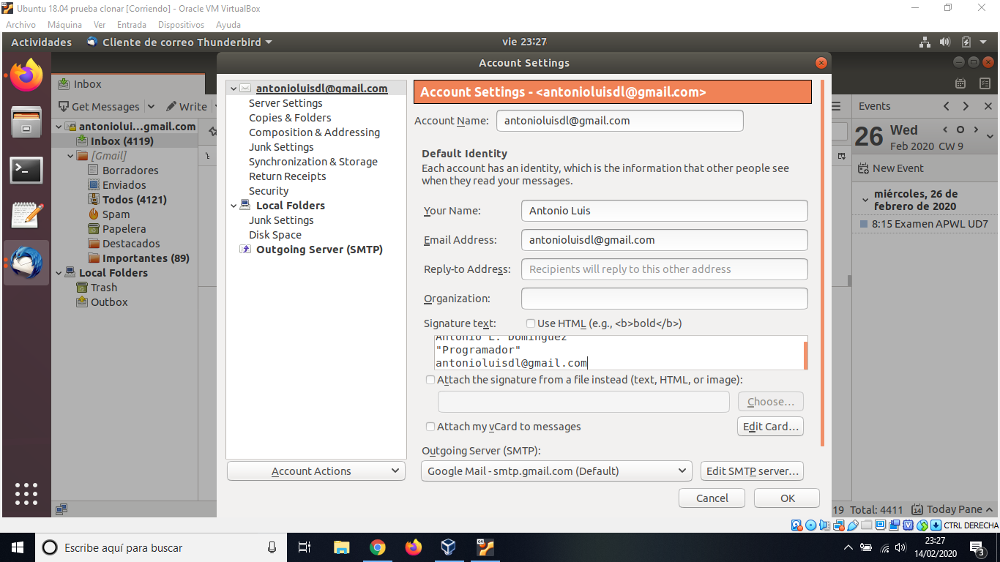 Ubuntu 18.04 prueba clonar [Corriendo] - Oracle VM VirtualBox
Archivo Máquina Ver Entrada Dispositivos Ayuda
Actividades Cliente de correo Thunderbird vie 23:27
Account Settings
Inbox
Get Messages Write
antoniolui...gmail.com
Inbox (4119)
[Gmail]
Borradores
Enviados
Todos (4121)
Spam
Papelera
Destacados
Importantes (89)
Local Folders
Trash
Outbox
antonioluisdl@gmail.com
Server Settings
Copies & Folders
Composition & Addressing
Junk Settings
Synchronization & Storage
Return Receipts
Security
Local Folders
Junk Settings
Disk Space
Outgoing Server (SMTP)
Account Actions
Account Settings - <antonioluisdl@gmail.com>
Account Name: antonioluisdl@gmail.com
Default Identity
Each account has an identity, which is the information that other people see
when they read your messages.
Your Name: Antonio Luis
Email Address: antonioluisdl@gmail.com
Reply-to Address: Recipients will reply to this other address
Organization:
Signature text: Use HTML (e.g., <b>bold</b>)
Antonio L. Domínguez
"Programador"
antonioluisdl@gmail.com
Attach the signature from a file instead (text, HTML, or image):
Choose...
Attach my vCard to messages
Edit Card...
Outgoing Server (SMTP):
Google Mail - smtp.gmail.com (Default) Edit SMTP server...
Cancel OK
Events
26 Wed
Feb 2020 CW 9
New Event
miércoles, 26 de
febrero de 2020
8:15 Examen APWL UD7
19 Total: 4411 14 Today Pane
CTRL DERECHA
Escribe aquí para buscar
64
23:27
14/02/2020
3